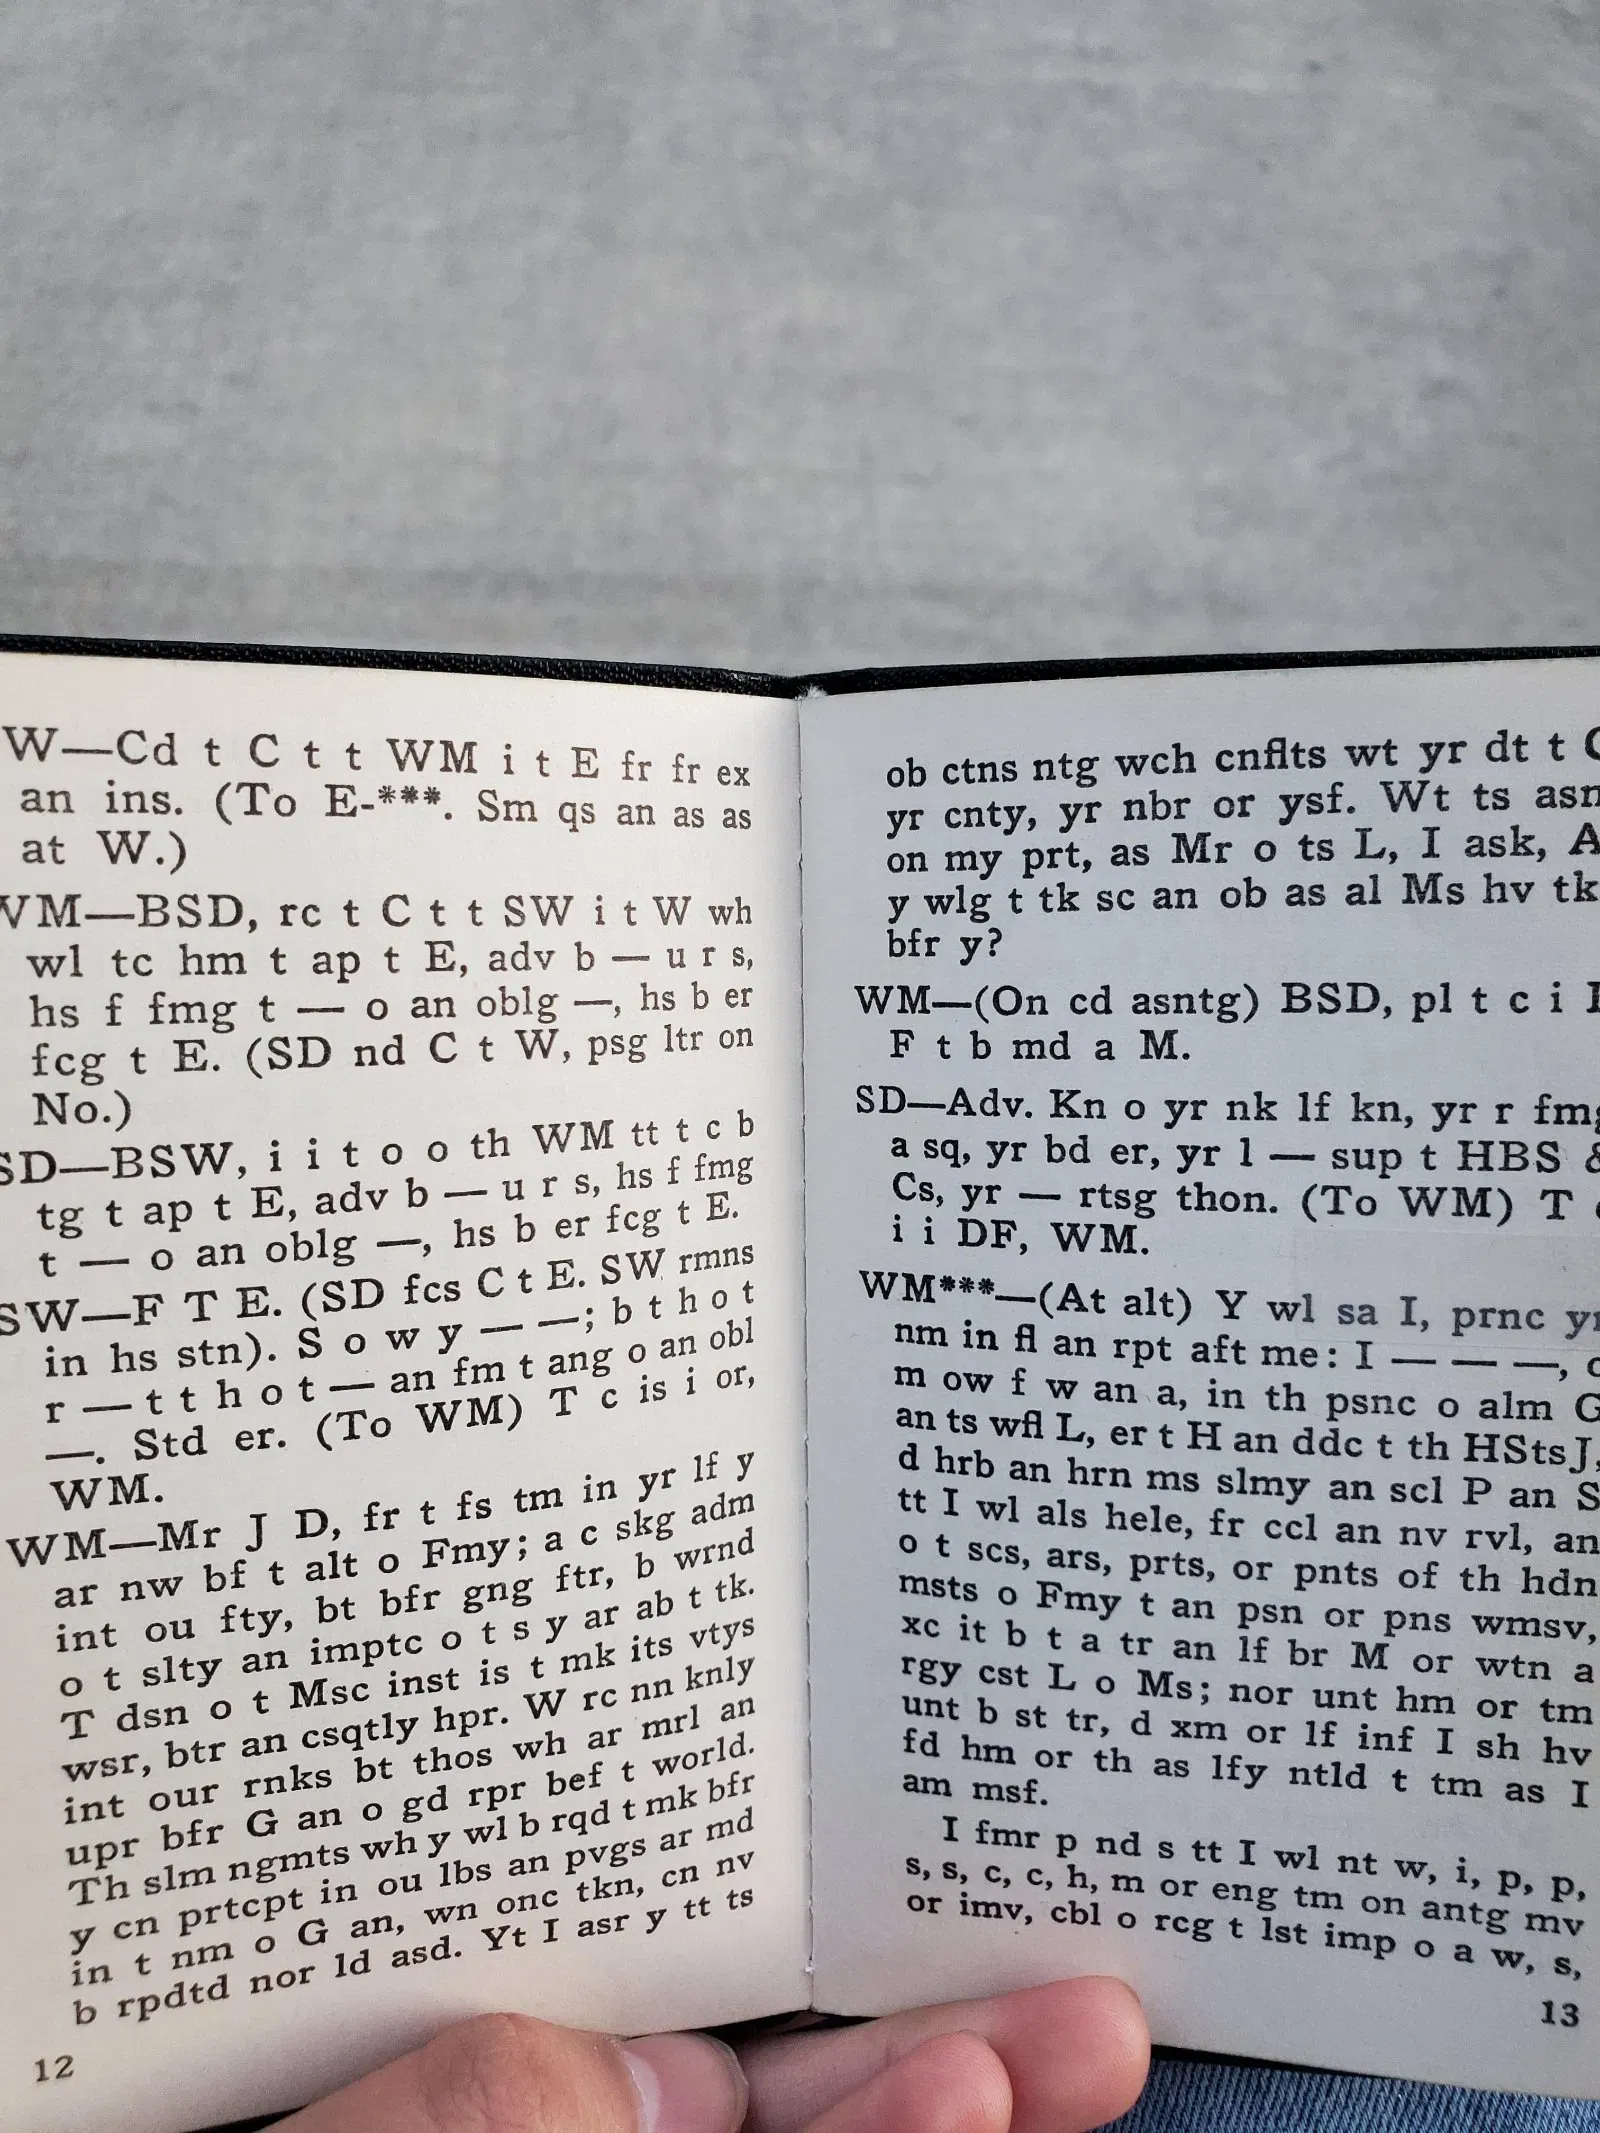 W—Cd t C t t WM i t E fr fr ex
an ins. (To E-***. Sm qs an as as
at W.)
WM—BSD, rc t C t t SW i t W wh
wl tc hm t ap t E, adv b — u r s,
hs f fmg t — o an oblg —, hs b er
fcg t E. (SD nd C t W, psg ltr on
No.)
SD—BSW, i i t o o th WM tt t c b
tg t ap t E, adv b — u r s, hs f fmg
t — o an oblg —, hs b er fcg t E.
SW—F T E. (SD fcs C t E. SW rmns
in hs stn). S o w y — —; b t h o t
r — t t h o t — an fm t ang o an obl
—. Std er. (To WM) T c is i or,
WM.
WM—Mr J D, fr t fs tm in yr lf y
ar nw bf t alt o Fmy; a c skg adm
int ou fty, bt bfr gng ftr, b wrnd
o t slty an imptc o t s y ar ab t tk.
T dsn o t Msc inst is t mk its vtys
wsr, btr an csqtly hpr. W rc nn knly
int our rnks bt thos wh ar mrl an
upr bfr G an o gd rpr bef t world.
Th slm ngmts wh y wl b rqd t mk bfr
y cn prtcpt in ou lbs an pvgs ar md
in t nm o G an, wn onc tkn, cn nv
b rpdtd nor ld asd. Yt I asr y tt ts
12
ob ctns ntg wch cnflts wt yr dt t
yr cnty, yr nbr or ysf. Wt ts asn
on my prt, as Mr o ts L, I ask,
y wlg t tk sc an ob as al Ms hv tk
bfr y?
WM—(On cd asntg) BSD, pl t c i
F t b md a M.
SD—Adv. Kn o yr nk lf kn, yr r fmg
a sq, yr bd er, yr l — sup t HBS &
Cs, yr — rtsg thon. (To WM) T
i i DF, WM.
WM***—(At alt) Y wl sa I, prnc yr
nm in fl an rpt aft me: I — — —, o
m ow f w an a, in th psnc o alm G
an ts wfl L, er t H an ddc t th HStsJ,
d hrb an hrn ms slmy an scl P an S
tt I wl als hele, fr ccl an nv rvl, an
o t scs, ars, prts, or pnts of th hdn
msts o Fmy t an psn or pns wmsv,
xc it b t a tr an lf br M or wtn a
rgy cst L o Ms; nor unt hm or tm
unt b st tr, d xm or lf inf I sh hv
fd hm or th as lfy ntld t tm as I
am msf.
I fmr p nd s tt I wl nt w, i, p, p,
s, s, c, c, h, m or eng tm on antg mv
or imv, cbl o rcg t lst imp o a w, s,
13